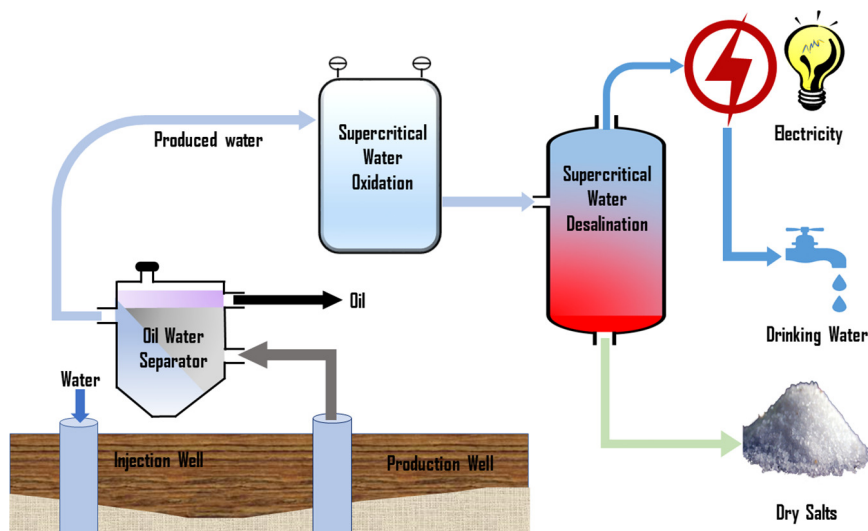 Electricity
Produced water
Supercritical
Water
Oxidation
Supercritical
Water
Desalination
Oil
Oil Water
Separator
Drinking Water
Water
Injection Well
Production Well
Dry Salts